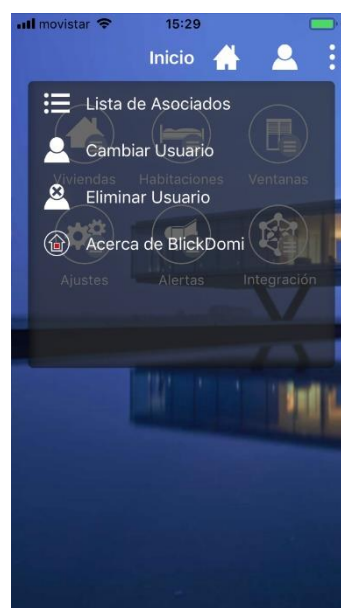 movistar 15:29
Inicio
Lista de Asociados
Cambiar Usuario
Viviendas Habitaciones Ventanas
Eliminar Usuario
Acerca de BlickDomi
Ajustes Alertas Integración